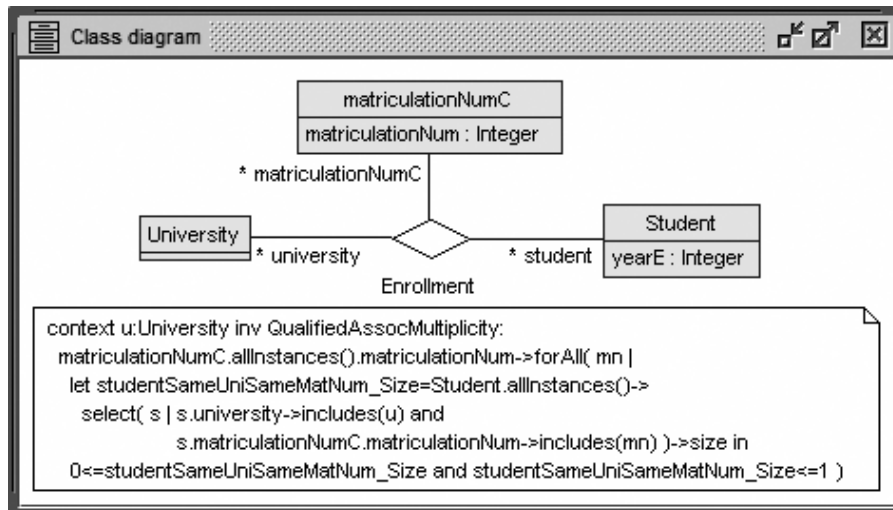 Class diagram
matriculationNumC
matriculationNum : Integer
* matriculationNumC
University
* university
Student
yearE : Integer
* student
Enrollment
context u:University inv QualifiedAssocMultiplicity:
matriculationNumC.allInstances().matriculationNum->forAll( mn |
let studentSameUniSameMatNum_Size=Student.allInstances()->
select( s | s.university->includes(u) and
s.matriculationNumC.matriculationNum->includes(mn) )->size in
0<=studentSameUniSameMatNum_Size and studentSameUniSameMatNum_Size<=1 )